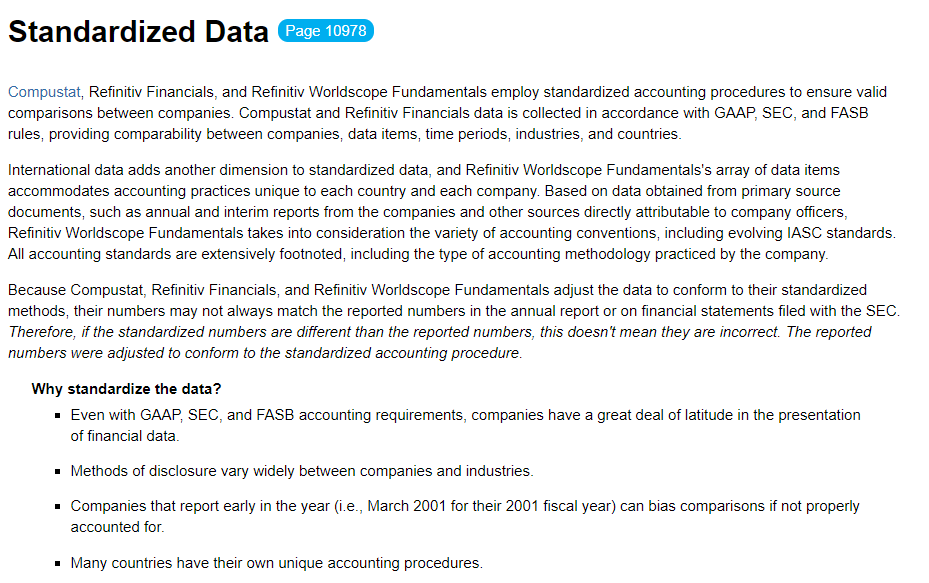 Standardized Data Page 10978
Compustat, Refinitiv Financials, and Refinitiv Worldscope Fundamentals employ standardized accounting procedures to ensure valid
comparisons between companies. Compustat and Refinitiv Financials data is collected in accordance with GAAP, SEC, and FASB
rules, providing comparability between companies, data items, time periods, industries, and countries.
International data adds another dimension to standardized data, and Refinitiv Worldscope Fundamentals's array of data items
accommodates accounting practices unique to each country and each company. Based on data obtained from primary source
documents, such as annual and interim reports from the companies and other sources directly attributable to company officers,
Refinitiv Worldscope Fundamentals takes into consideration the variety of accounting conventions, including evolving IASC standards.
All accounting standards are extensively footnoted, including the type of accounting methodology practiced by the company.
Because Compustat, Refinitiv Financials, and Refinitiv Worldscope Fundamentals adjust the data to conform to their standardized
methods, their numbers may not always match the reported numbers in the annual report or on financial statements filed with the SEC.
Therefore, if the standardized numbers are different than the reported numbers, this doesn't mean they are incorrect. The reported
numbers were adjusted to conform to the standardized accounting procedure.
Why standardize the data?
▪ Even with GAAP, SEC, and FASB accounting requirements, companies have a great deal of latitude in the presentation
of financial data.
▪ Methods of disclosure vary widely between companies and industries.
▪ Companies that report early in the year (i.e., March 2001 for their 2001 fiscal year) can bias comparisons if not properly
accounted for.
▪ Many countries have their own unique accounting procedures.